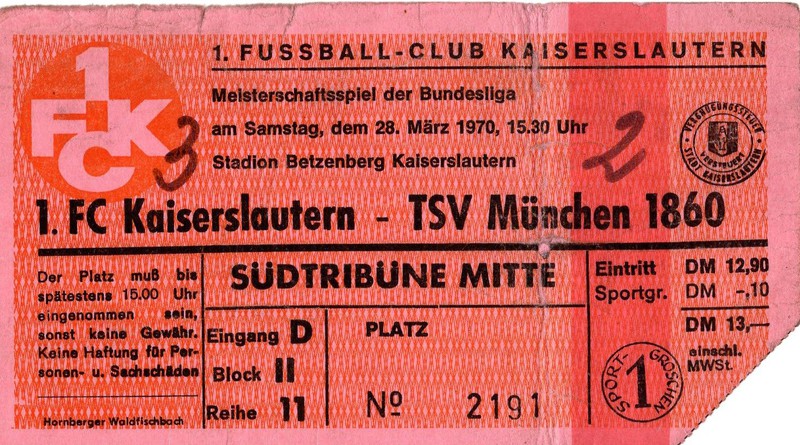 1. FUSSBALL-CLUB KAISERSLAUTERN
1
FKC
Meisterschaftsspiel der Bundesliga
am Samstag, dem 28. März 1970, 15.30 Uhr
Stadion Betzenberg Kaiserslautern
3
2
VERGNÜGUNGSSTEUER
STADT KAISERSLAUTERN
1. FC Kaiserslautern - TSV München 1860
Der Platz muß bis
spätestens 15.00 Uhr
eingenommen sein,
sonst keine Gewähr.
Keine Haftung für Per-
sonen- u. Sachschäden
Hornberger Waldfischbach
SÜDTRIBÜNE MITTE
Eingang D
Block II
Reihe 11
PLATZ
Nº 2191
Eintritt DM 12,90
Sportgr. DM -,10
DM 13,—
einschl.
MWSt.
SPORT-GROSCHEN
1